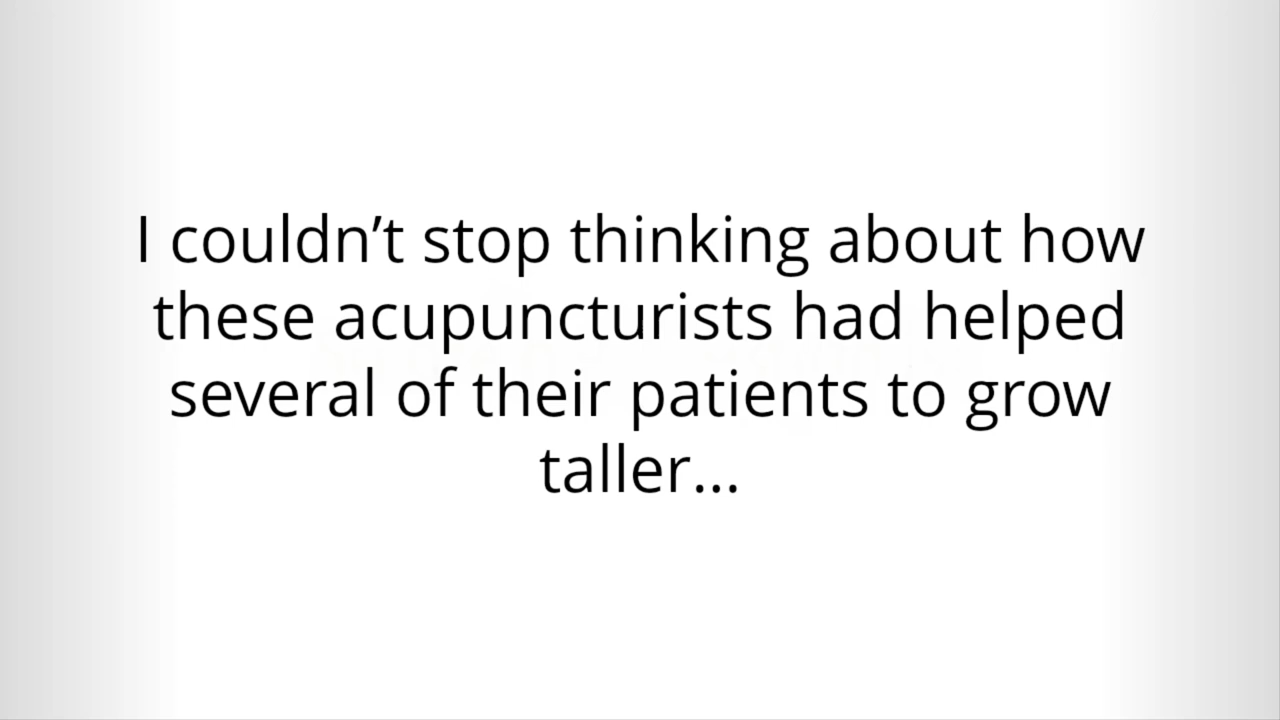 I couldn’t stop thinking about how
these acupuncturists had helped
several of their patients to grow
taller...